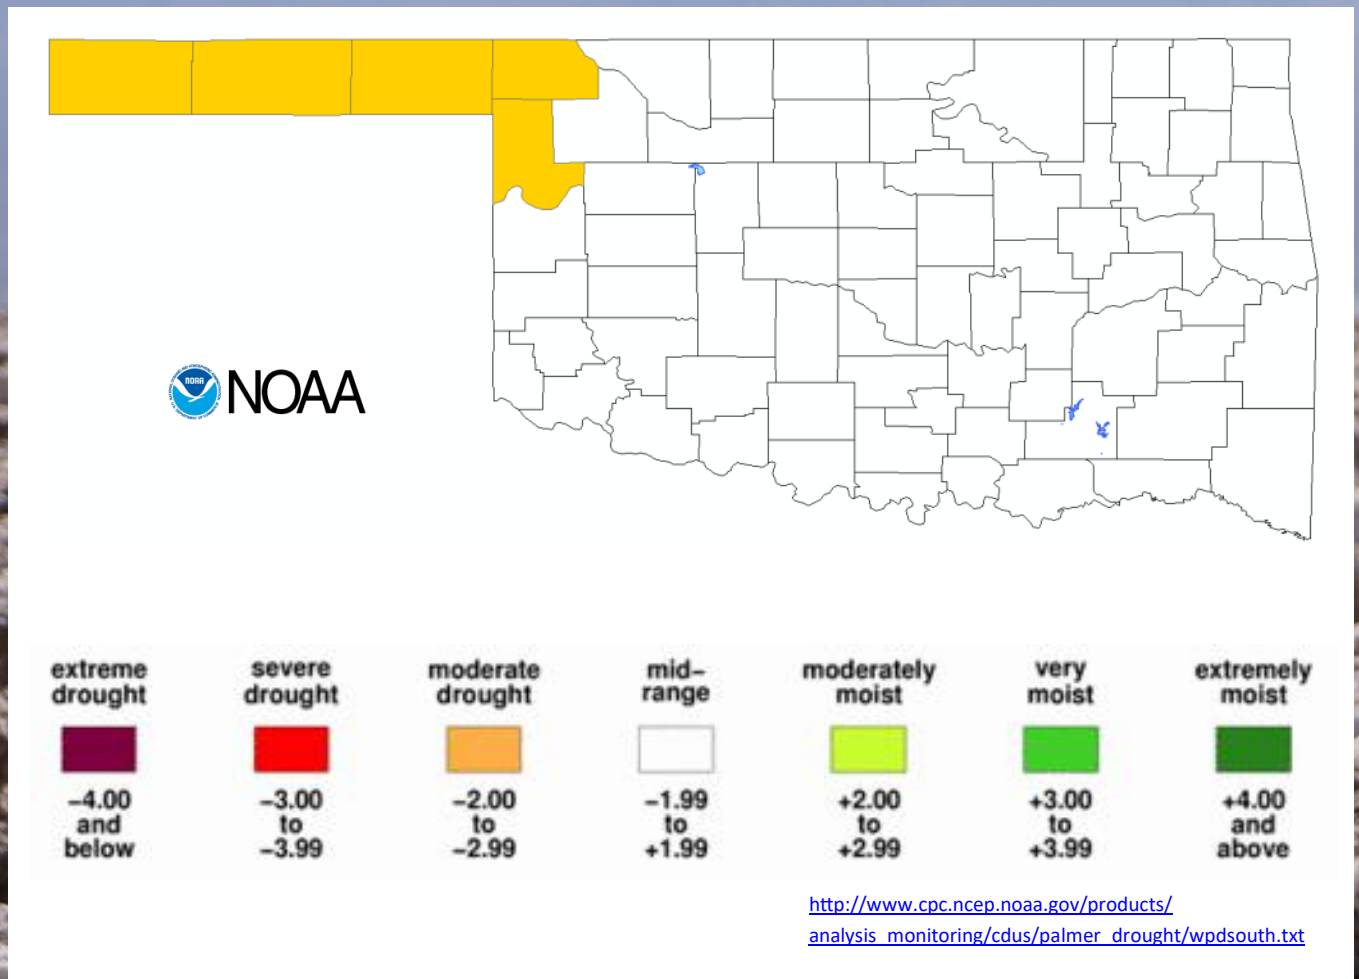 NOAA
NOAA
extreme drought
severe drought
moderate drought
mid-range
moderately moist
very moist
extremely moist
−4.00 and below
−3.00 to −3.99
−2.00 to −2.99
−1.99 to +1.99
+2.00 to +2.99
+3.00 to +3.99
+4.00 and above
http://www.cpc.ncep.noaa.gov/products/
analysis_monitoring/cdus/palmer_drought/wpdsouth.txt